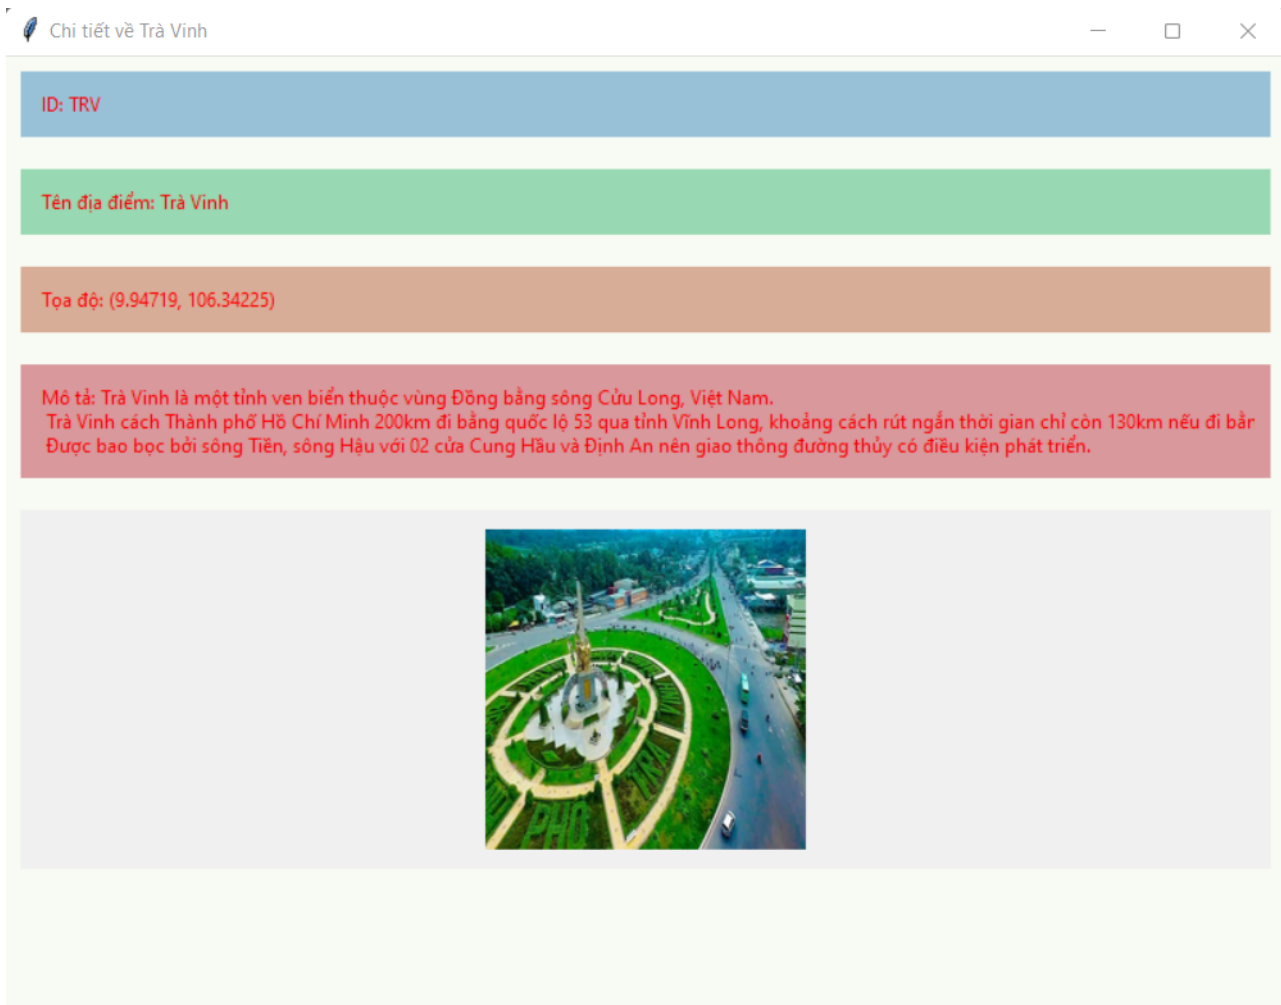 Chi tiết về Trà Vinh
ID: TRV
Tên địa điểm: Trà Vinh
Tọa độ: (9.94719, 106.34225)
Mô tả: Trà Vinh là một tỉnh ven biển thuộc vùng Đồng bằng sông Cửu Long, Việt Nam.
Trà Vinh cách Thành phố Hồ Chí Minh 200km đi bằng quốc lộ 53 qua tỉnh Vĩnh Long, khoảng cách rút ngắn thời gian chỉ còn 130km nếu đi
Được bao bọc bởi sông Tiền, sông Hậu với 02 cửa Cung Hầu và Định An nên giao thông đường thủy có điều kiện phát triển.
PHỐ
TRÀ